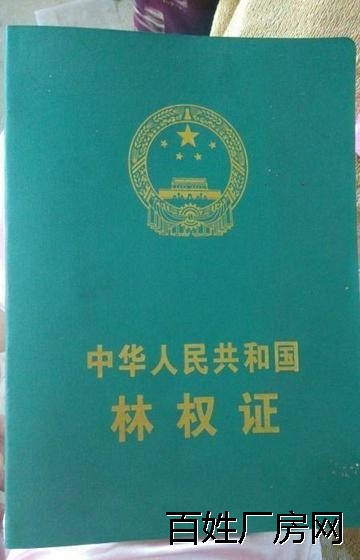 中华人民共和国
林权证
百姓厂房网